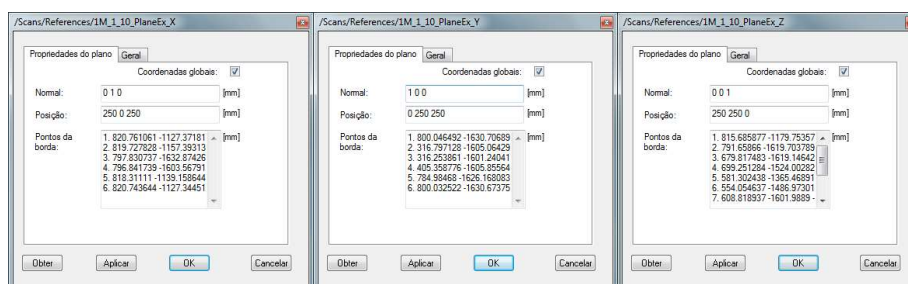 /Scans/References/1M_1_10_PlaneEx_X
Propriedades do plano Geral
Coordenadas globais:
Normal: 0 1 0 [mm]
Posição: 250 0 250 [mm]
Pontos da borda: [mm]
1. 820.761061 -1127.37181
2. 819.727828 -1157.39313
3. 797.830737 -1632.87426
4. 796.841739 -1603.56791
5. 818.31111 -1139.158644
6. 820.743644 -1127.34451
Obter Aplicar OK Cancelar
/Scans/References/1M_1_10_PlaneEx_Y
Propriedades do plano Geral
Coordenadas globais:
Normal: 1 0 0 [mm]
Posição: 0 250 250 [mm]
Pontos da borda: [mm]
1. 800.046492 -1630.70689
2. 316.797128 -1605.06429
3. 316.253861 -1601.24041
4. 405.358776 -1605.85564
5. 784.98468 -1626.168083
6. 800.032522 -1630.67375
Obter Aplicar OK Cancelar
/Scans/References/1M_1_10_PlaneEx_Z
Propriedades do plano Geral
Coordenadas globais:
Normal: 0 0 1 [mm]
Posição: 250 250 0 [mm]
Pontos da borda: [mm]
1. 815.685877 -1179.75357
2. 791.65866 -1619.703789
3. 679.817483 -1619.14642
4. 699.251284 -1524.00282
5. 581.302438 -1365.46891
6. 554.054637 -1486.97301
7. 608.818937 -1601.9889 -
Obter Aplicar OK Cancelar